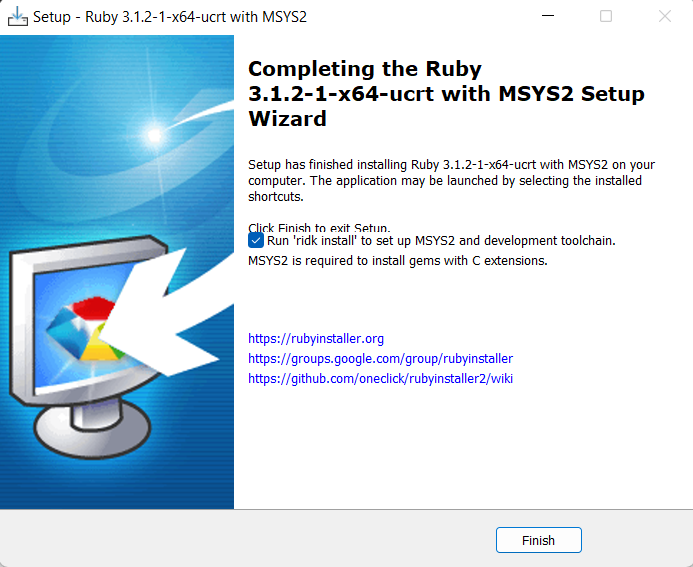 Setup - Ruby 3.1.2-1-x64-ucrt with MSYS2
Completing the Ruby
3.1.2-1-x64-ucrt with MSYS2 Setup
Wizard
Setup has finished installing Ruby 3.1.2-1-x64-ucrt with MSYS2 on your
computer. The application may be launched by selecting the installed
shortcuts.
Click Finish to exit Setup.
Run 'ridk install' to set up MSYS2 and development toolchain.
MSYS2 is required to install gems with C extensions.
https://rubyinstaller.org
https://groups.google.com/group/rubyinstaller
https://github.com/oneclick/rubyinstaller2/wiki
Finish